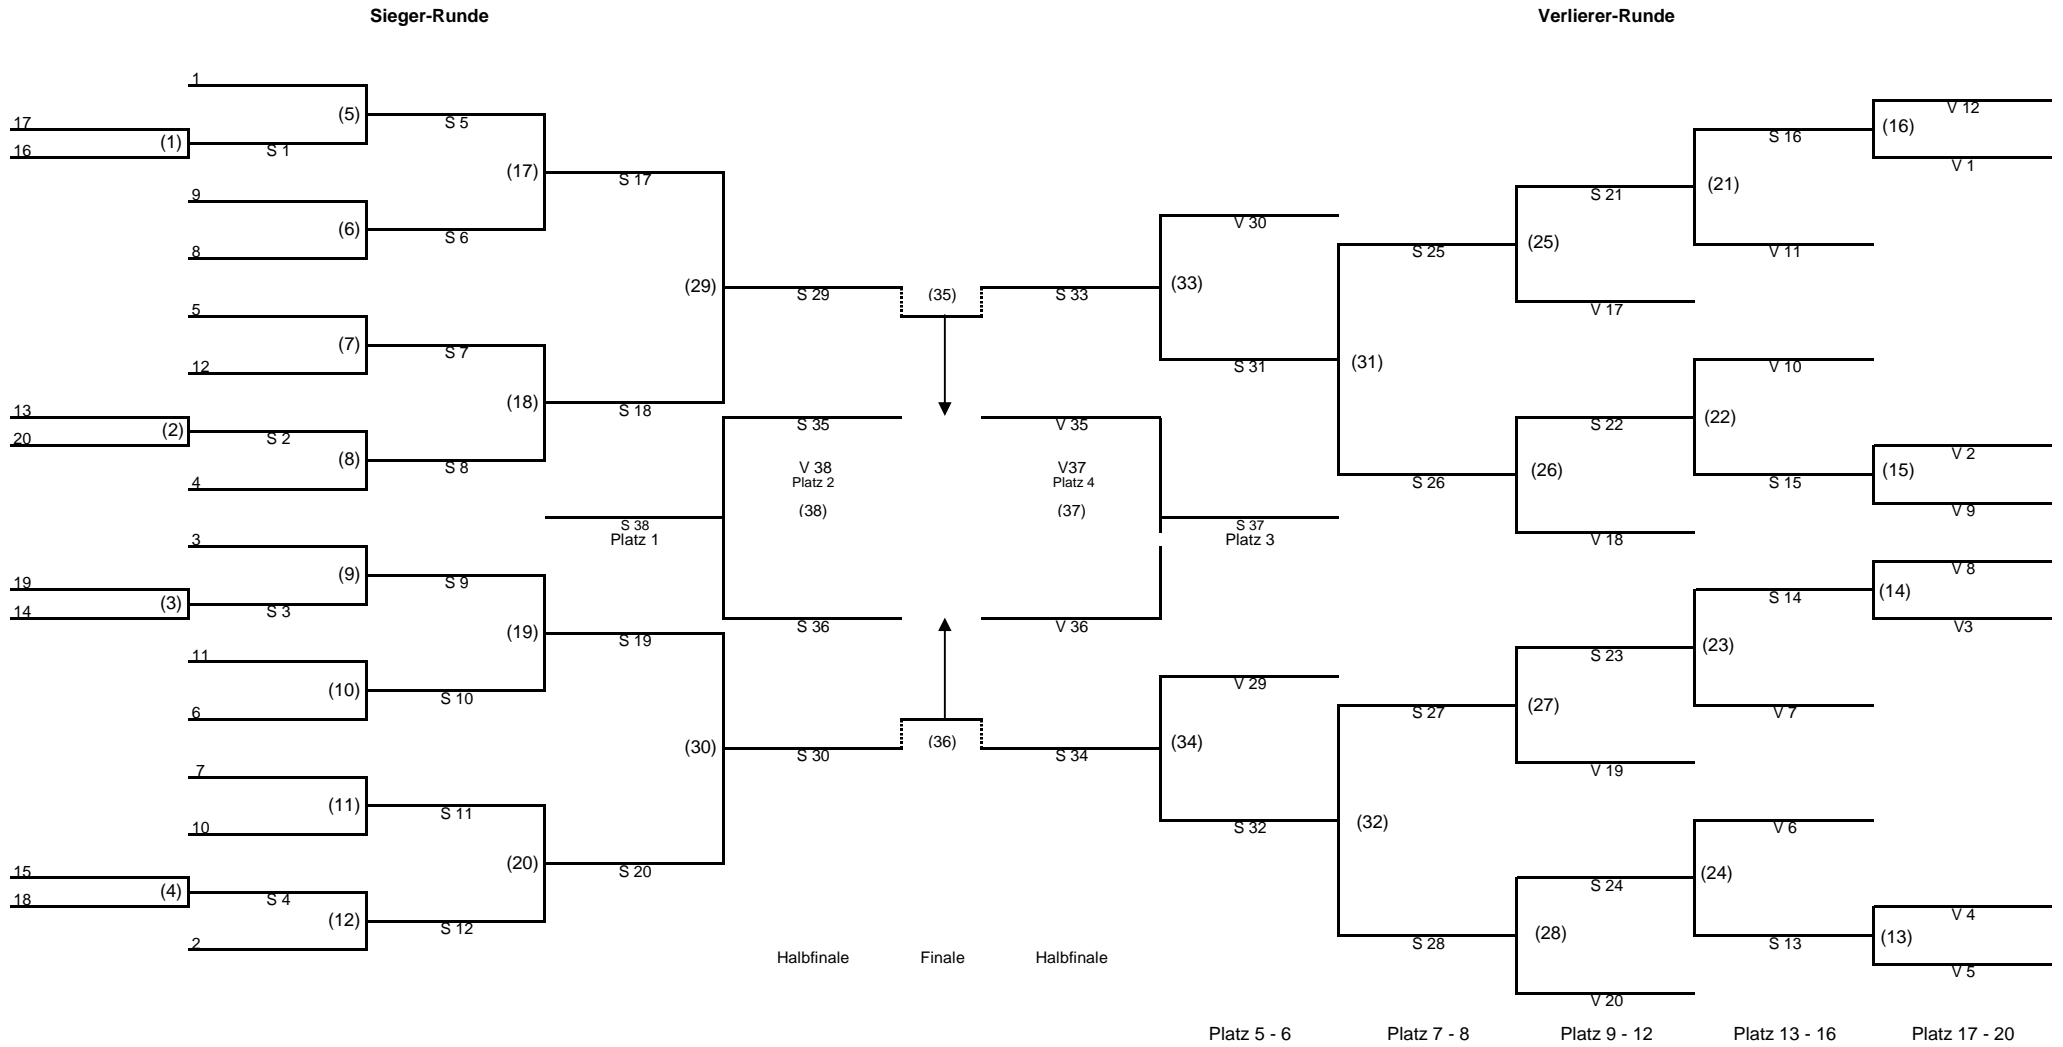 Sieger-Runde
Verlierer-Runde
1
17
(1)
16
S 1
(5)
S 5
9
(6)
8
S 6
(17)
S 17
5
(7)
12
S 7
13
(2)
20
S 2
(8)
4
S 8
(18)
S 18
(29)
S 29
3
19
(3)
14
S 3
(9)
S 9
11
(10)
6
S 10
(19)
S 19
7
(11)
10
S 11
15
(4)
18
S 4
(12)
2
S 12
(20)
S 20
(30)
S 30
(35)
S 33
S 35
V 38
Platz 2
(38)
S 38
Platz 1
S 36
V 35
V37
Platz 4
(37)
S 37
Platz 3
V 36
(36)
S 34
V 30
(33)
S 31
(31)
S 25
S 26
V 29
(34)
S 32
(32)
S 27
S 28
(25)
S 21
V 17
(26)
S 22
V 18
(27)
S 23
V 19
(28)
S 24
V 20
(21)
S 16
V 11
(22)
V 10
S 15
(23)
S 14
V 7
(24)
V 6
S 13
V 12
(16)
V 1
V 2
(15)
V 9
V 8
(14)
V3
V 4
(13)
V 5
Halbfinale
Finale
Halbfinale
Platz 5 - 6
Platz 7 - 8
Platz 9 - 12
Platz 13 - 16
Platz 17 - 20